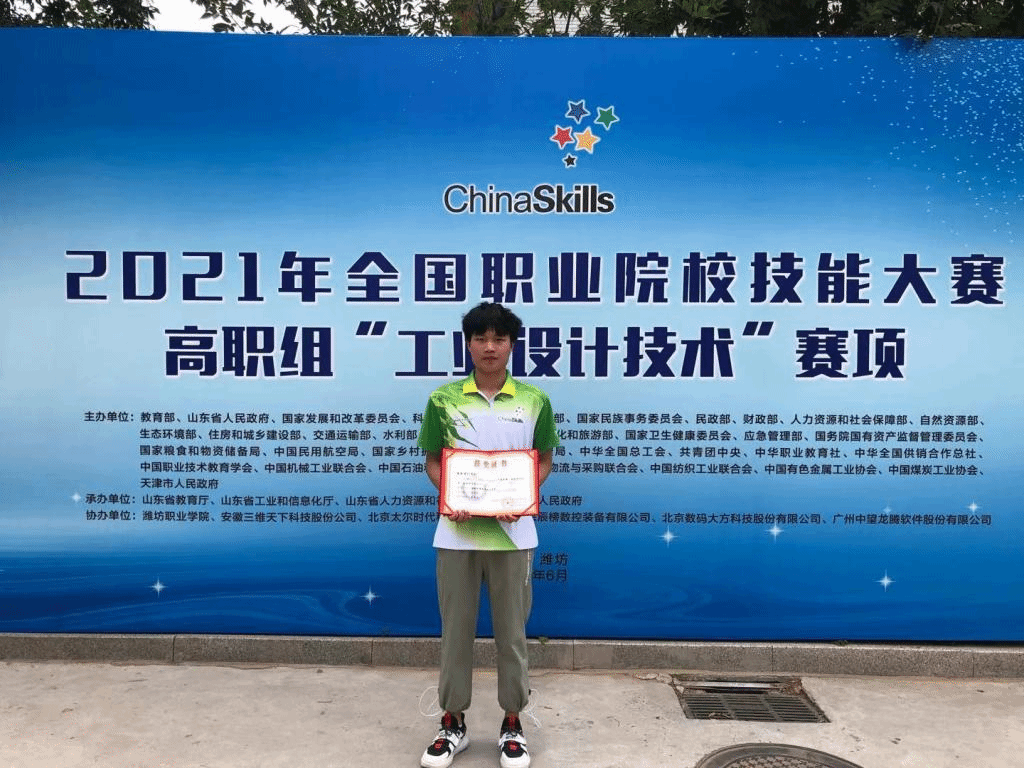 ChinaSkills
2021年全国职业院校技能大赛
高职组“工业设计技术”赛项
主办单位：教育部、山东省人民政府、国家发展和改革委员会、科 部、国家民族事务委员会、民政部、财政部、人力资源和社会保障部、自然资源部、
生态环境部、住房和城乡建设部、交通运输部、水利部 化和旅游部、国家卫生健康委员会、应急管理部、国务院国有资产监督管理委员会、
国家粮食和物资储备局、中国民用航空局、国家乡村 局、中华全国总工会、共青团中央、中华职业教育社、中华全国供销合作总社、
中国职业技术教育学会、中国机械工业联合会、中国石油 物流与采购联合会、中国纺织工业联合会、中国有色金属工业协会、中国煤炭工业协会、
天津市人民政府
承办单位：山东省教育厅、山东省工业和信息化厅、山东省人力资源和社 人民政府
协办单位：潍坊职业学院、安徽三维天下科技股份公司、北京太尔时代科 辰榜数控装备有限公司、北京数码大方科技股份有限公司、广州中望龙腾软件股份有限公司
潍坊
年6月
ChinaSkills
获奖证书